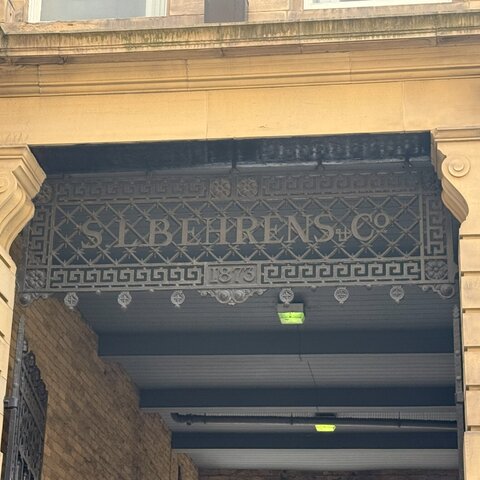 S. L. BEHRENS & Co
1873